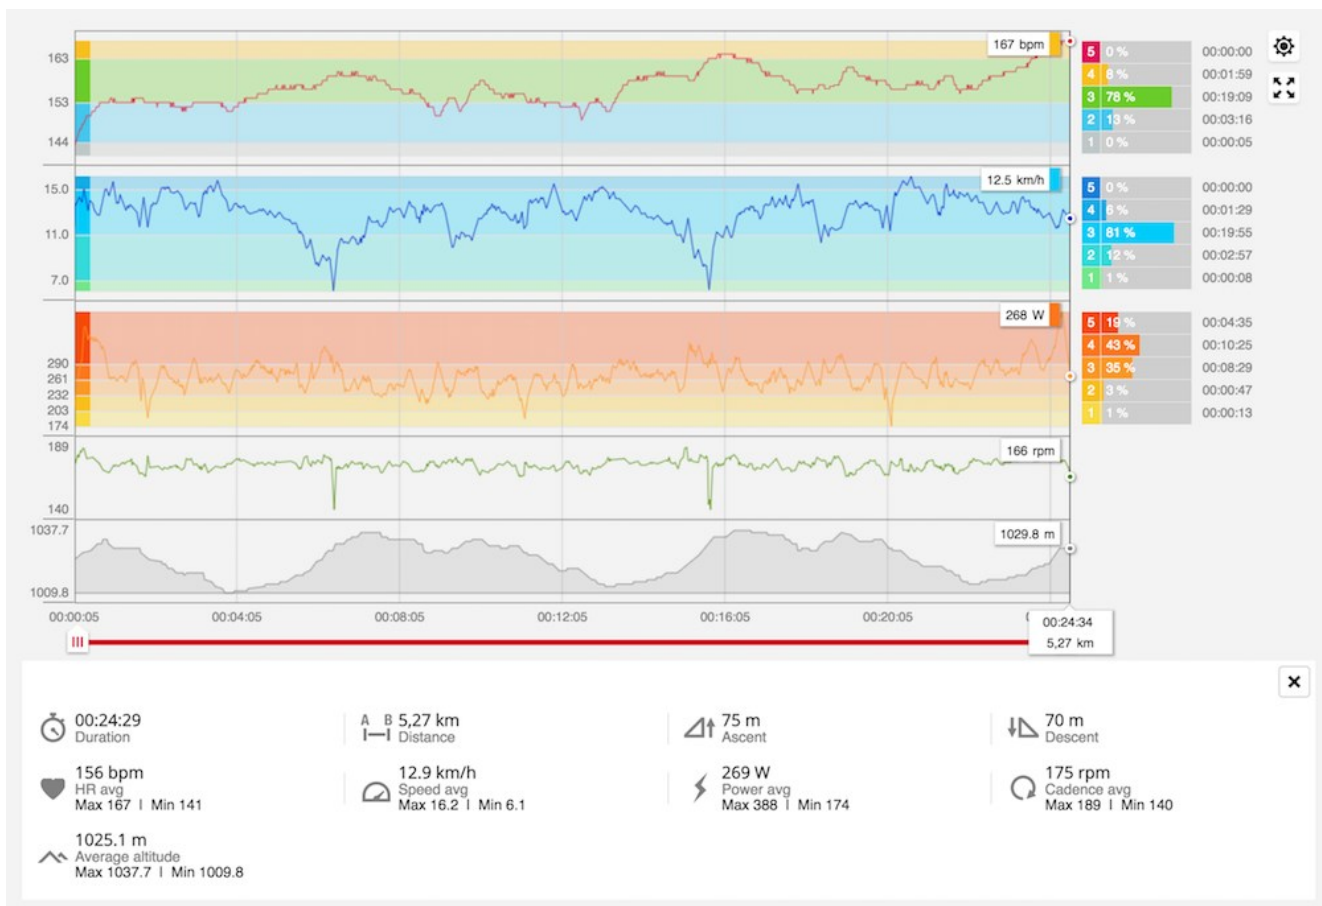 163
153
144
167 bpm
5 0 % 00:00:00
4 8 % 00:01:59
3 78 % 00:19:09
2 13 % 00:03:16
1 0 % 00:00:05
15.0
11.0
7.0
12.5 km/h
5 0 % 00:00:00
4 6 % 00:01:29
3 81 % 00:19:55
2 12 % 00:02:57
1 1 % 00:00:08
290
261
232
203
174
268 W
5 19 % 00:04:35
4 43 % 00:10:25
3 35 % 00:08:29
2 3 % 00:00:47
1 1 % 00:00:13
189
140
166 rpm
1037.7
1009.8
1029.8 m
00:00:05 00:04:05 00:08:05 00:12:05 00:16:05 00:20:05
00:24:34
5,27 km
00:24:29
Duration
A B 5,27 km
Distance
75 m
Ascent
70 m
Descent
156 bpm
HR avg
Max 167 | Min 141
12.9 km/h
Speed avg
Max 16.2 | Min 6.1
269 W
Power avg
Max 388 | Min 174
175 rpm
Cadence avg
Max 189 | Min 140
1025.1 m
Average altitude
Max 1037.7 | Min 1009.8